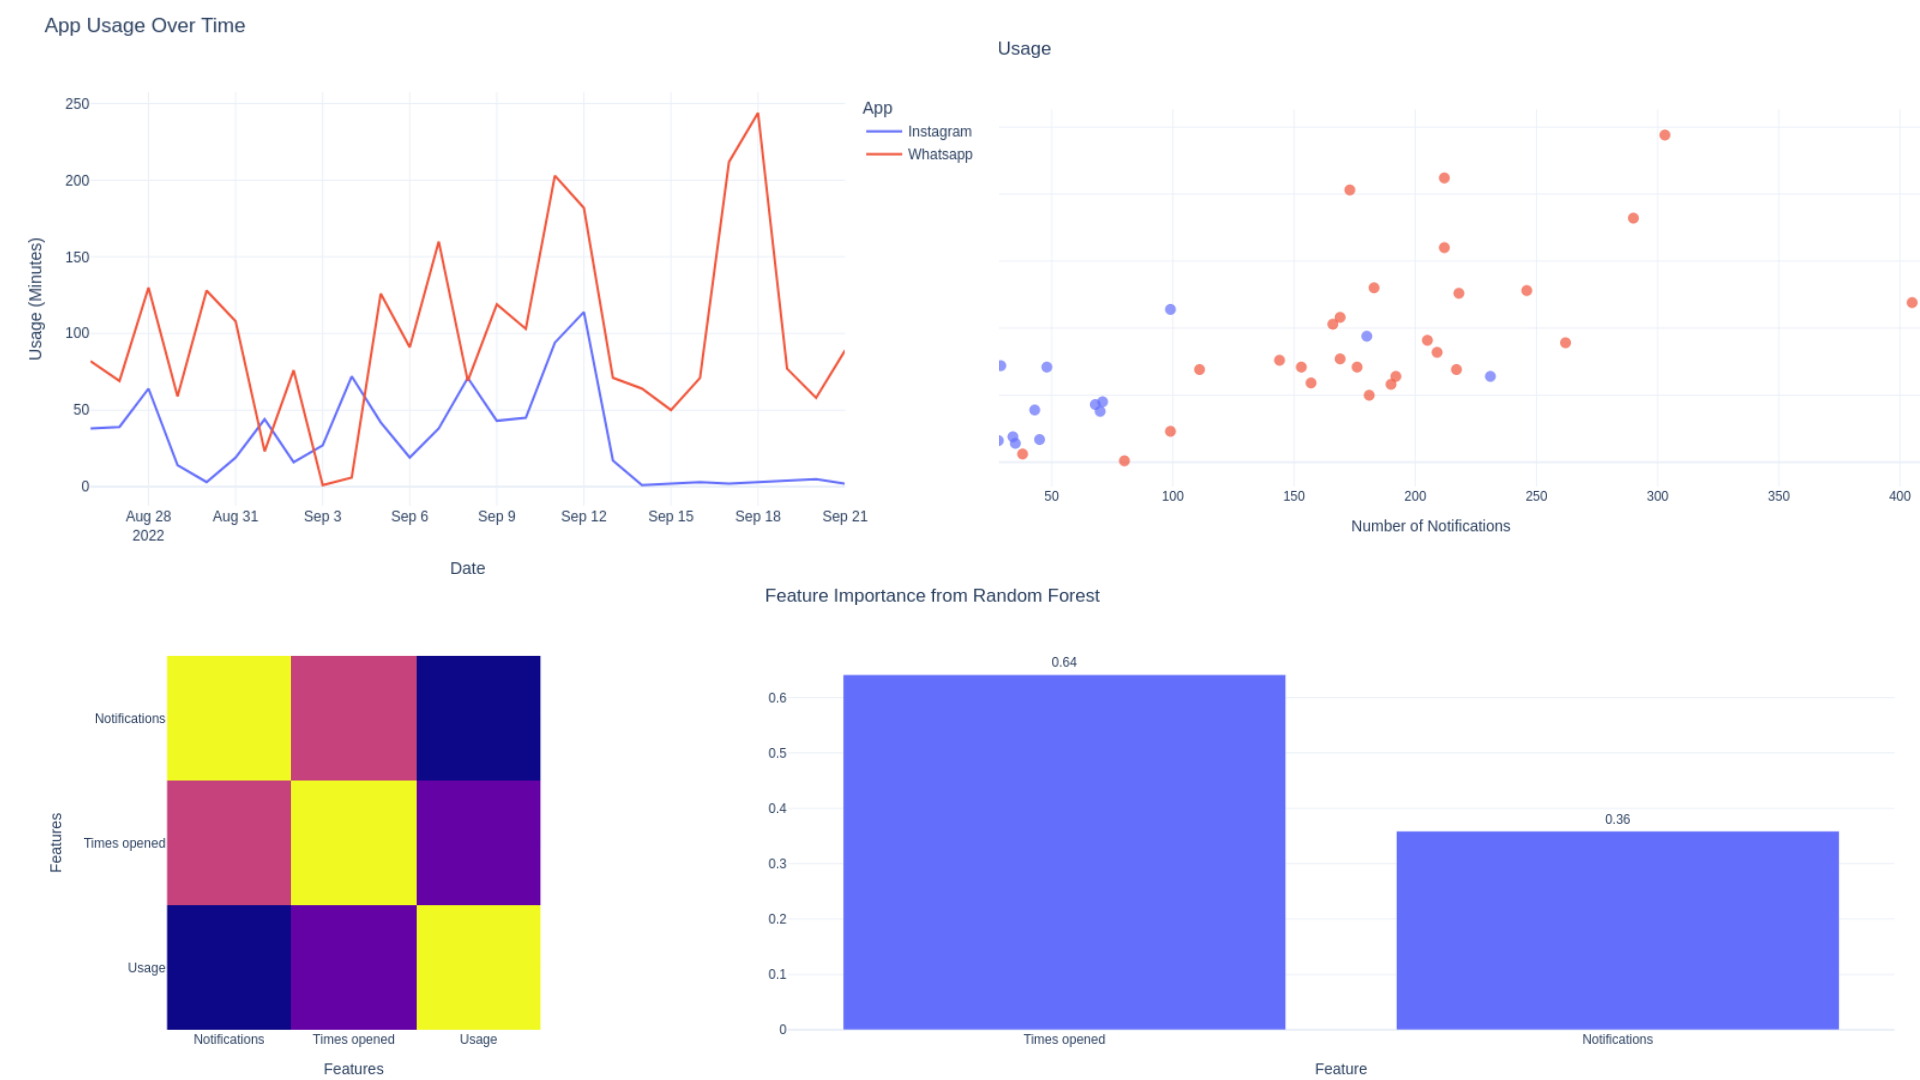 App Usage Over Time
250
200
150
100
50
0
Usage (Minutes)
Aug 28
2022
Aug 31
Sep 3
Sep 6
Sep 9
Sep 12
Sep 15
Sep 18
Sep 21
Date
App
Instagram
Whatsapp
Usage
50
100
150
200
250
300
350
400
Number of Notifications
Features
Notifications
Times opened
Usage
Notifications
Times opened
Usage
Features
Feature Importance from Random Forest
0.6
0.5
0.4
0.3
0.2
0.1
0
0.64
0.36
Times opened
Notifications
Feature